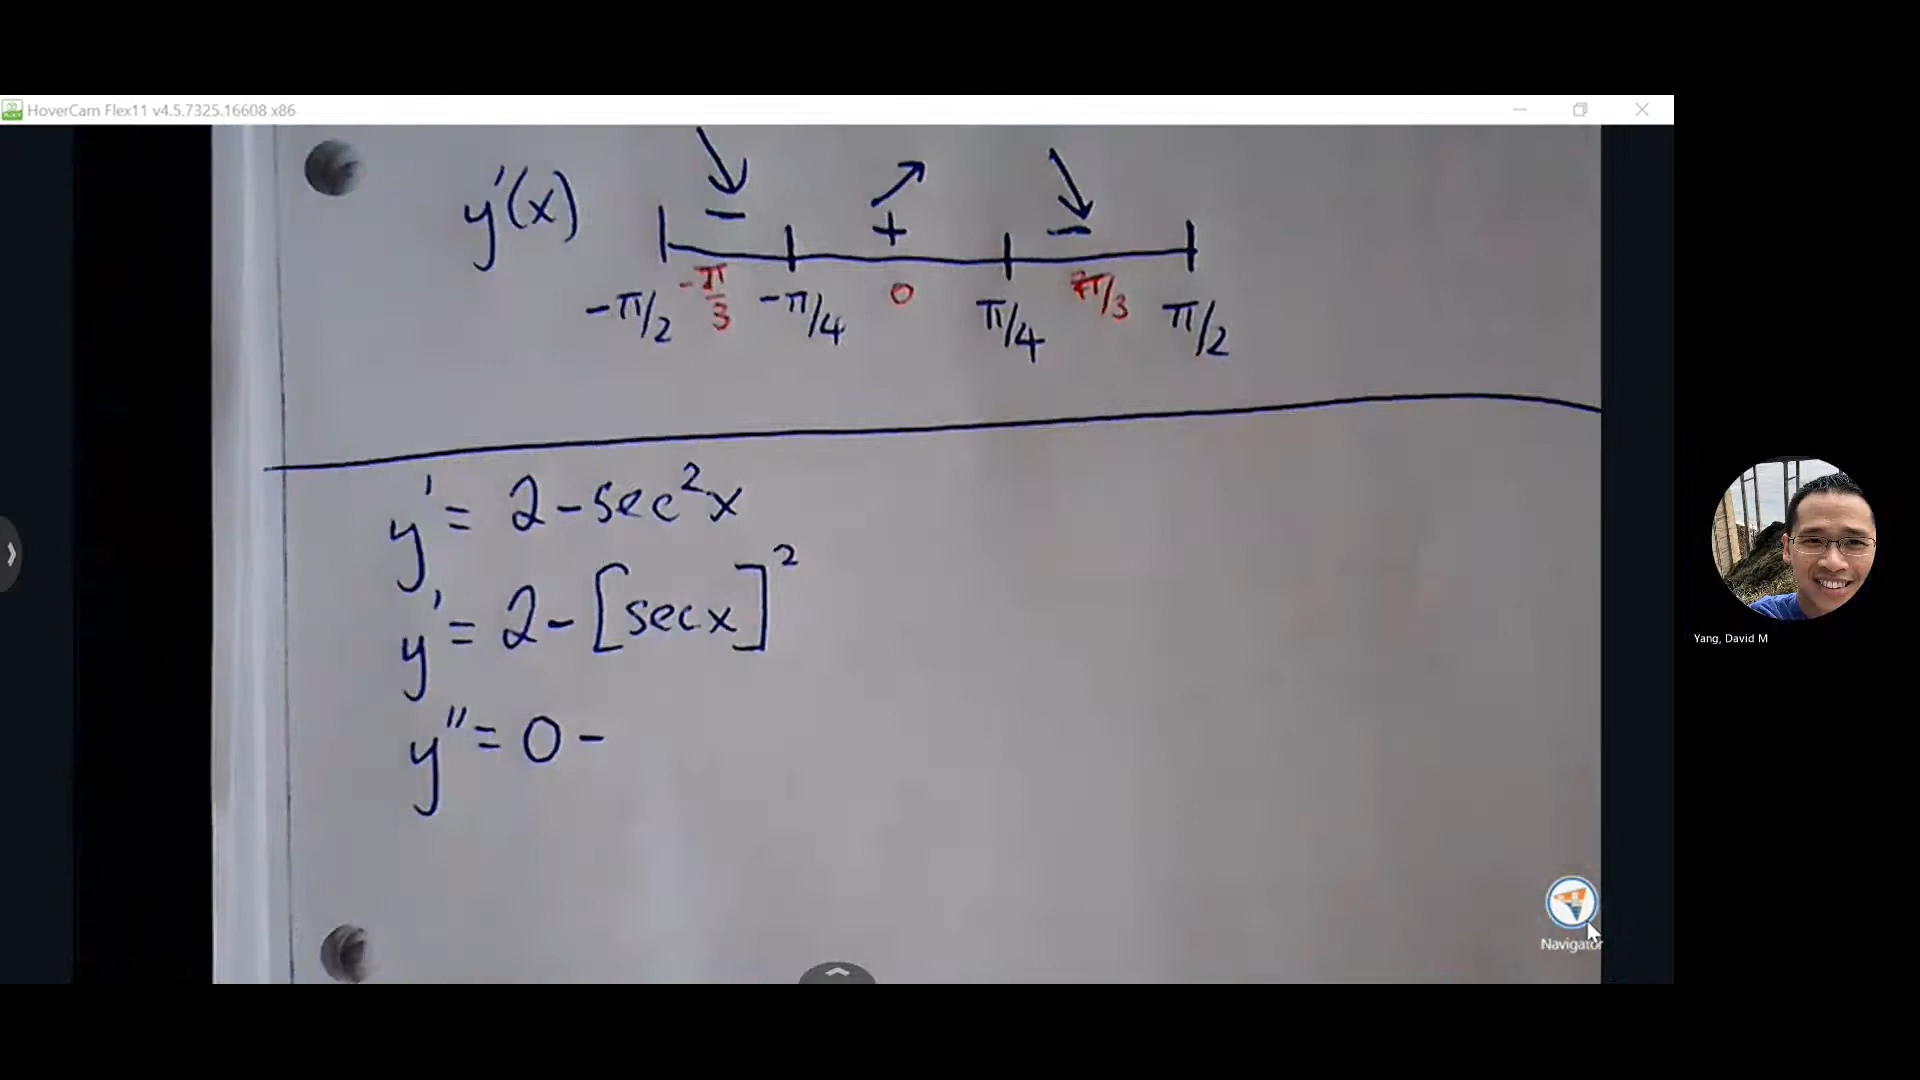 HoverCam Flex11 v4.5.7325.16608 x86
y'(x) − + −
-π/2 -π/3 -π/4 0 π/4 π/3 π/2
y' = 2 - sec²x
y' = 2 - [sec x]²
y'' = 0 -
Yang, David M
Navigator